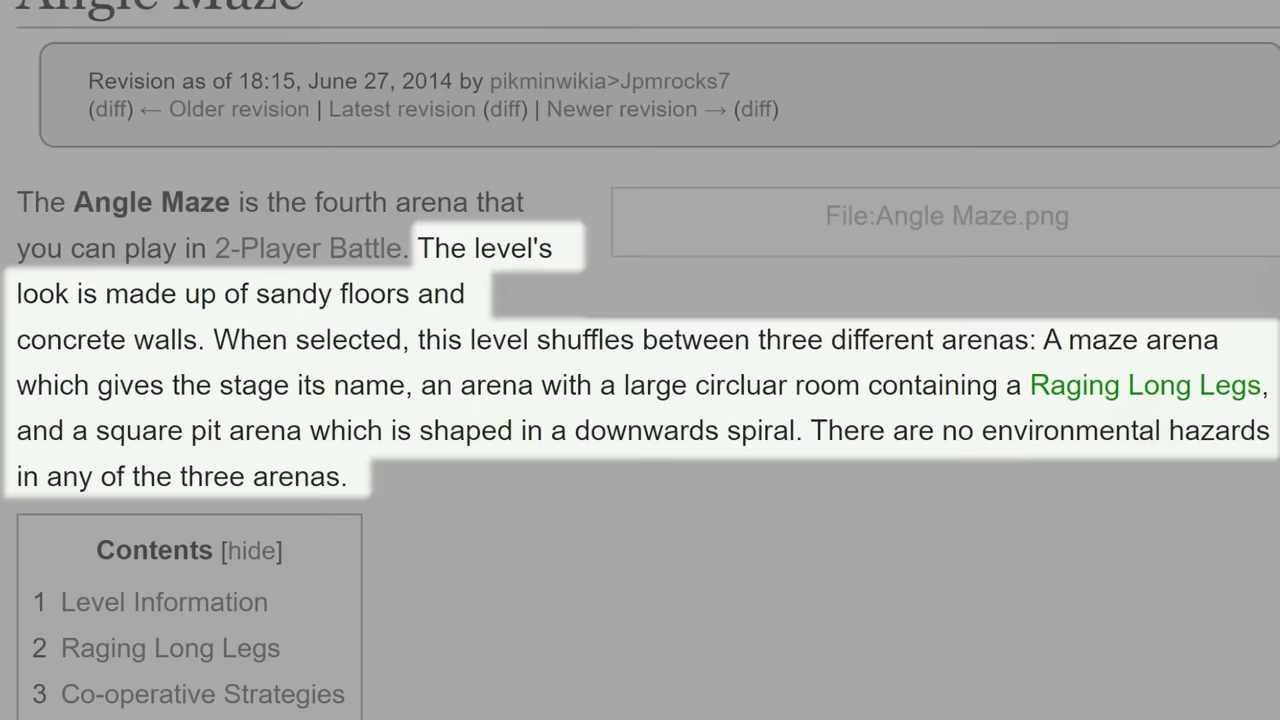 Angle Maze
Revision as of 18:15, June 27, 2014 by pikminwikia>Jpmrocks7
(diff) ← Older revision | Latest revision (diff) | Newer revision → (diff)
The Angle Maze is the fourth arena that
you can play in 2-Player Battle. The level's
look is made up of sandy floors and
concrete walls. When selected, this level shuffles between three different arenas: A maze arena
which gives the stage its name, an arena with a large circluar room containing a Raging Long Legs,
and a square pit arena which is shaped in a downwards spiral. There are no environmental hazards
in any of the three arenas.
File:Angle Maze.png
Contents [hide]
1 Level Information
2 Raging Long Legs
3 Co-operative Strategies